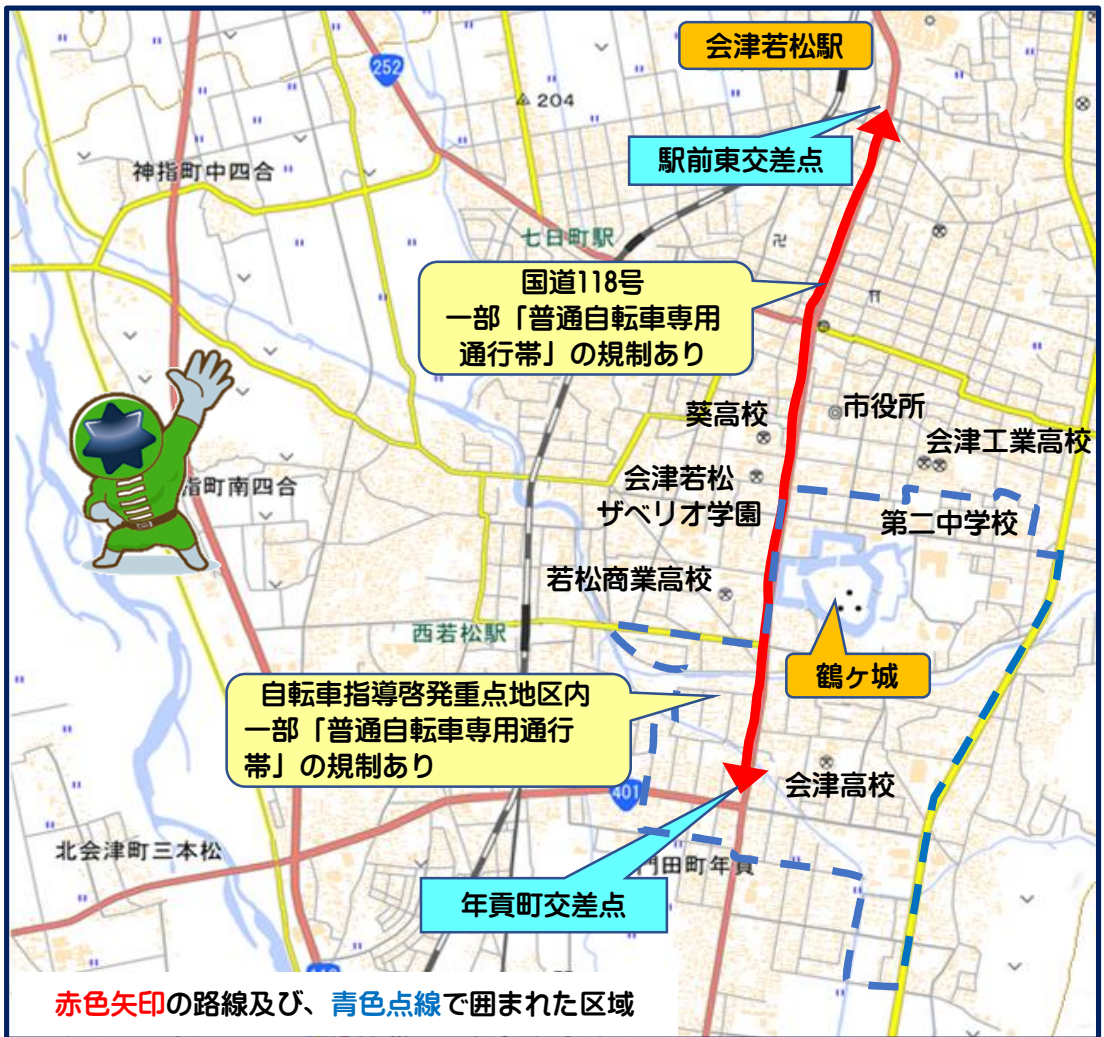 会津若松駅
252
204
駅前東交差点
神指町中四合
七日町駅
国道118号
一部「普通自転車専用
通行帯」の規制あり
葵高校
市役所
会津工業高校
会津若松
ザベリオ学園
指町南四合
第二中学校
若松商業高校
西若松駅
鶴ヶ城
自転車指導啓発重点地区内
一部「普通自転車専用通行
帯」の規制あり
会津高校
401
北会津町三本松
門田町年貢
年貢町交差点
赤色矢印の路線及び、青色点線で囲まれた区域